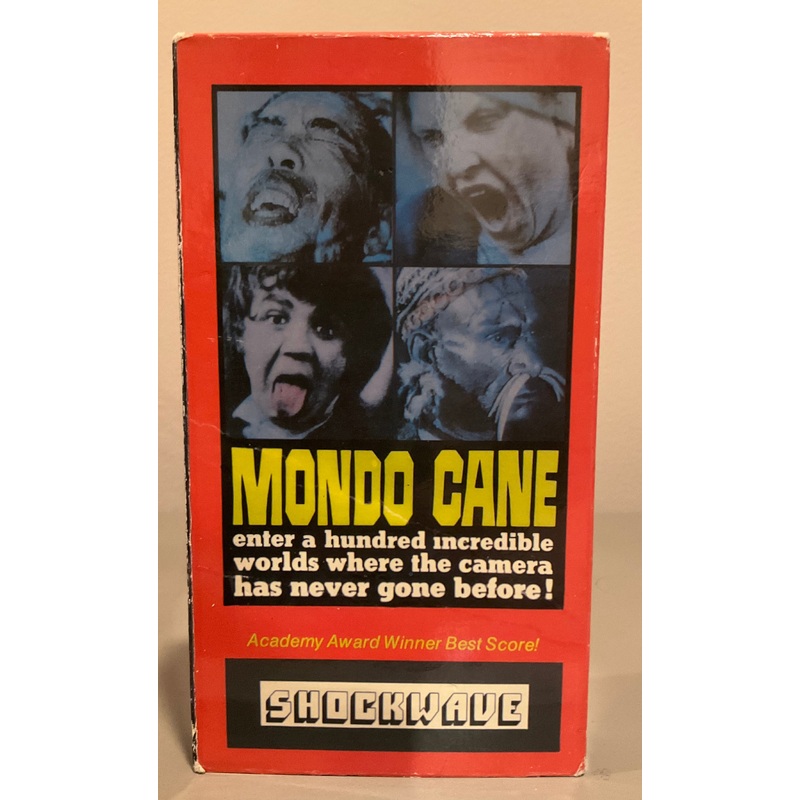 MONDO CANE
enter a hundred incredible
worlds where the camera
has never gone before!
Academy Award Winner Best Score!
SHOCKWAVE